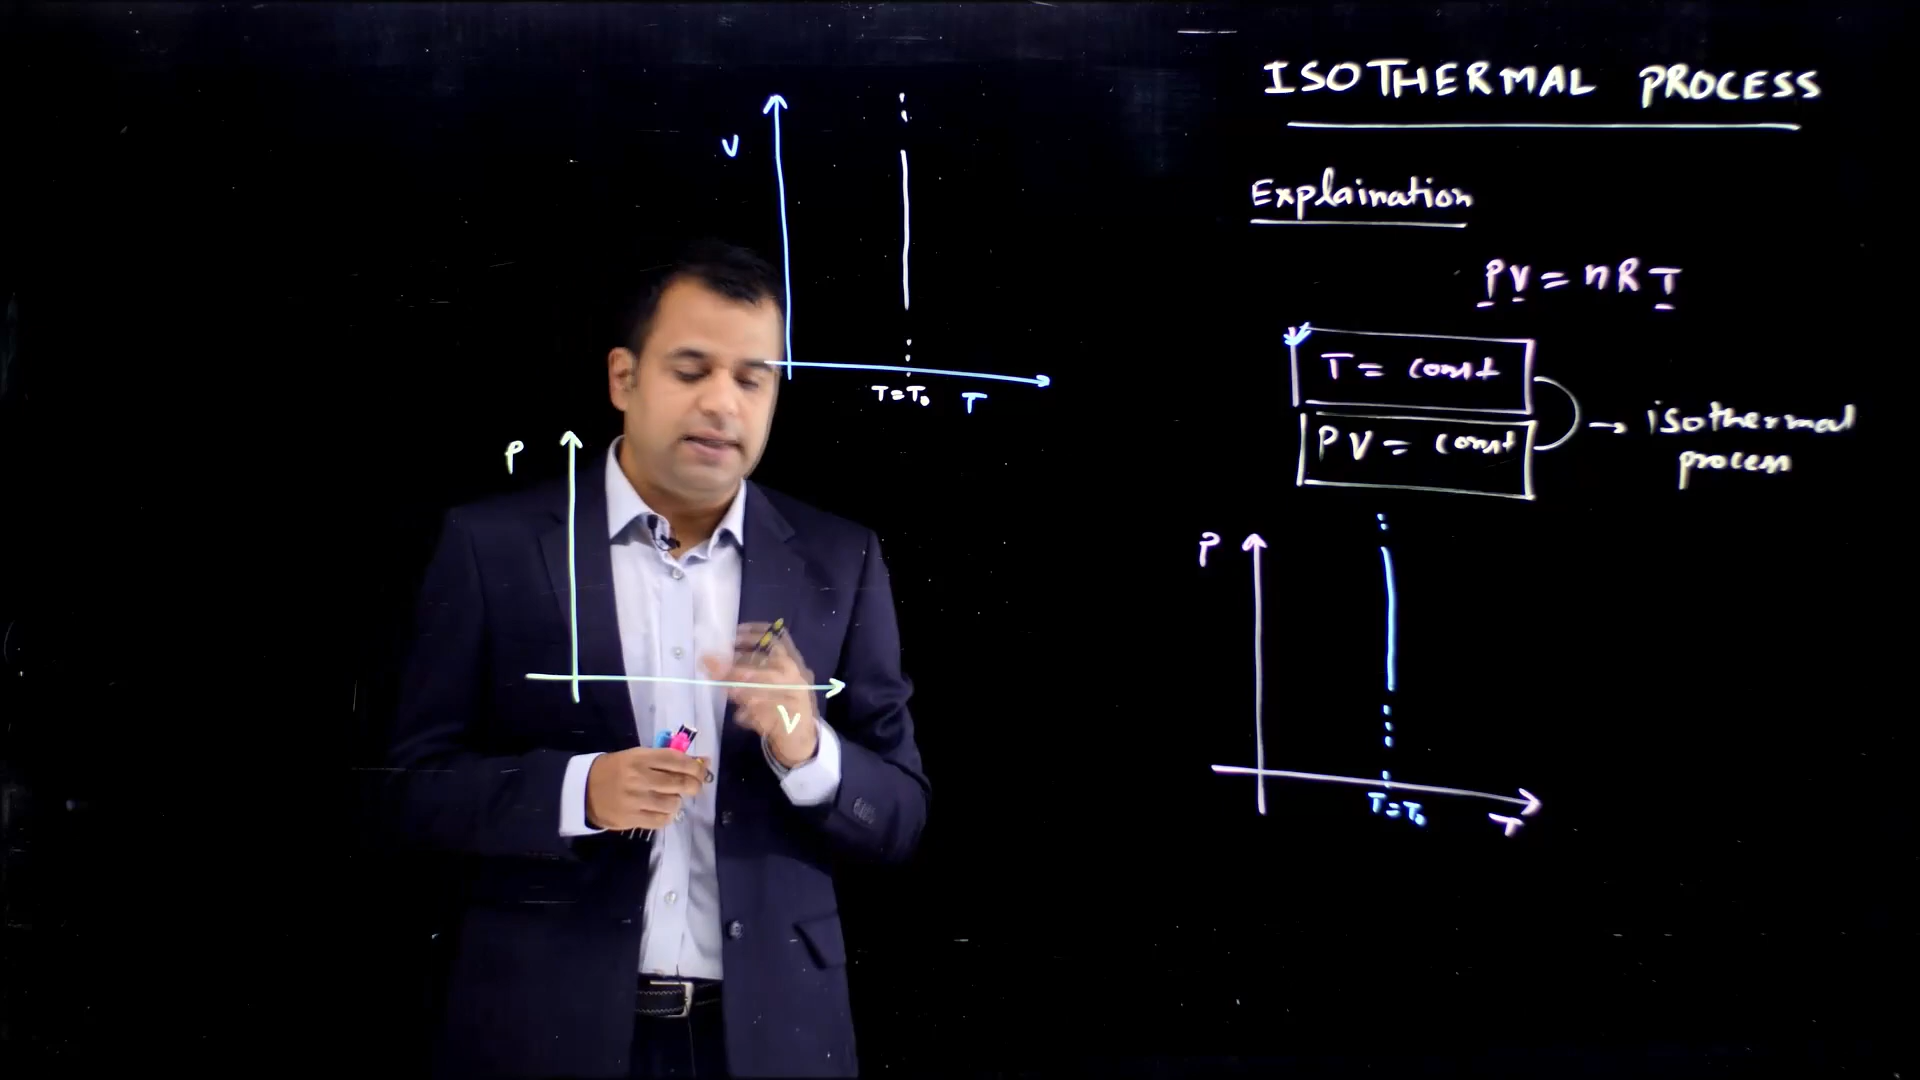 ISOTHERMAL PROCESS
Explaination
PV = nRT
T = const
PV = const
→ isothermal
process
V
T=T₀
T
P
V
P
T=T₀
T